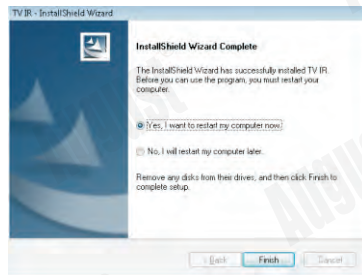 TV IR - InstallShield Wizard
InstallShield Wizard Complete
The InstallShield Wizard has successfully installed TV IR.
Before you can use the program, you must restart your
computer.
Yes, I want to restart my computer now.
No, I will restart my computer later.
Remove any disks from their drives, and then click Finish to
complete setup.
Back Finish Cancel
August